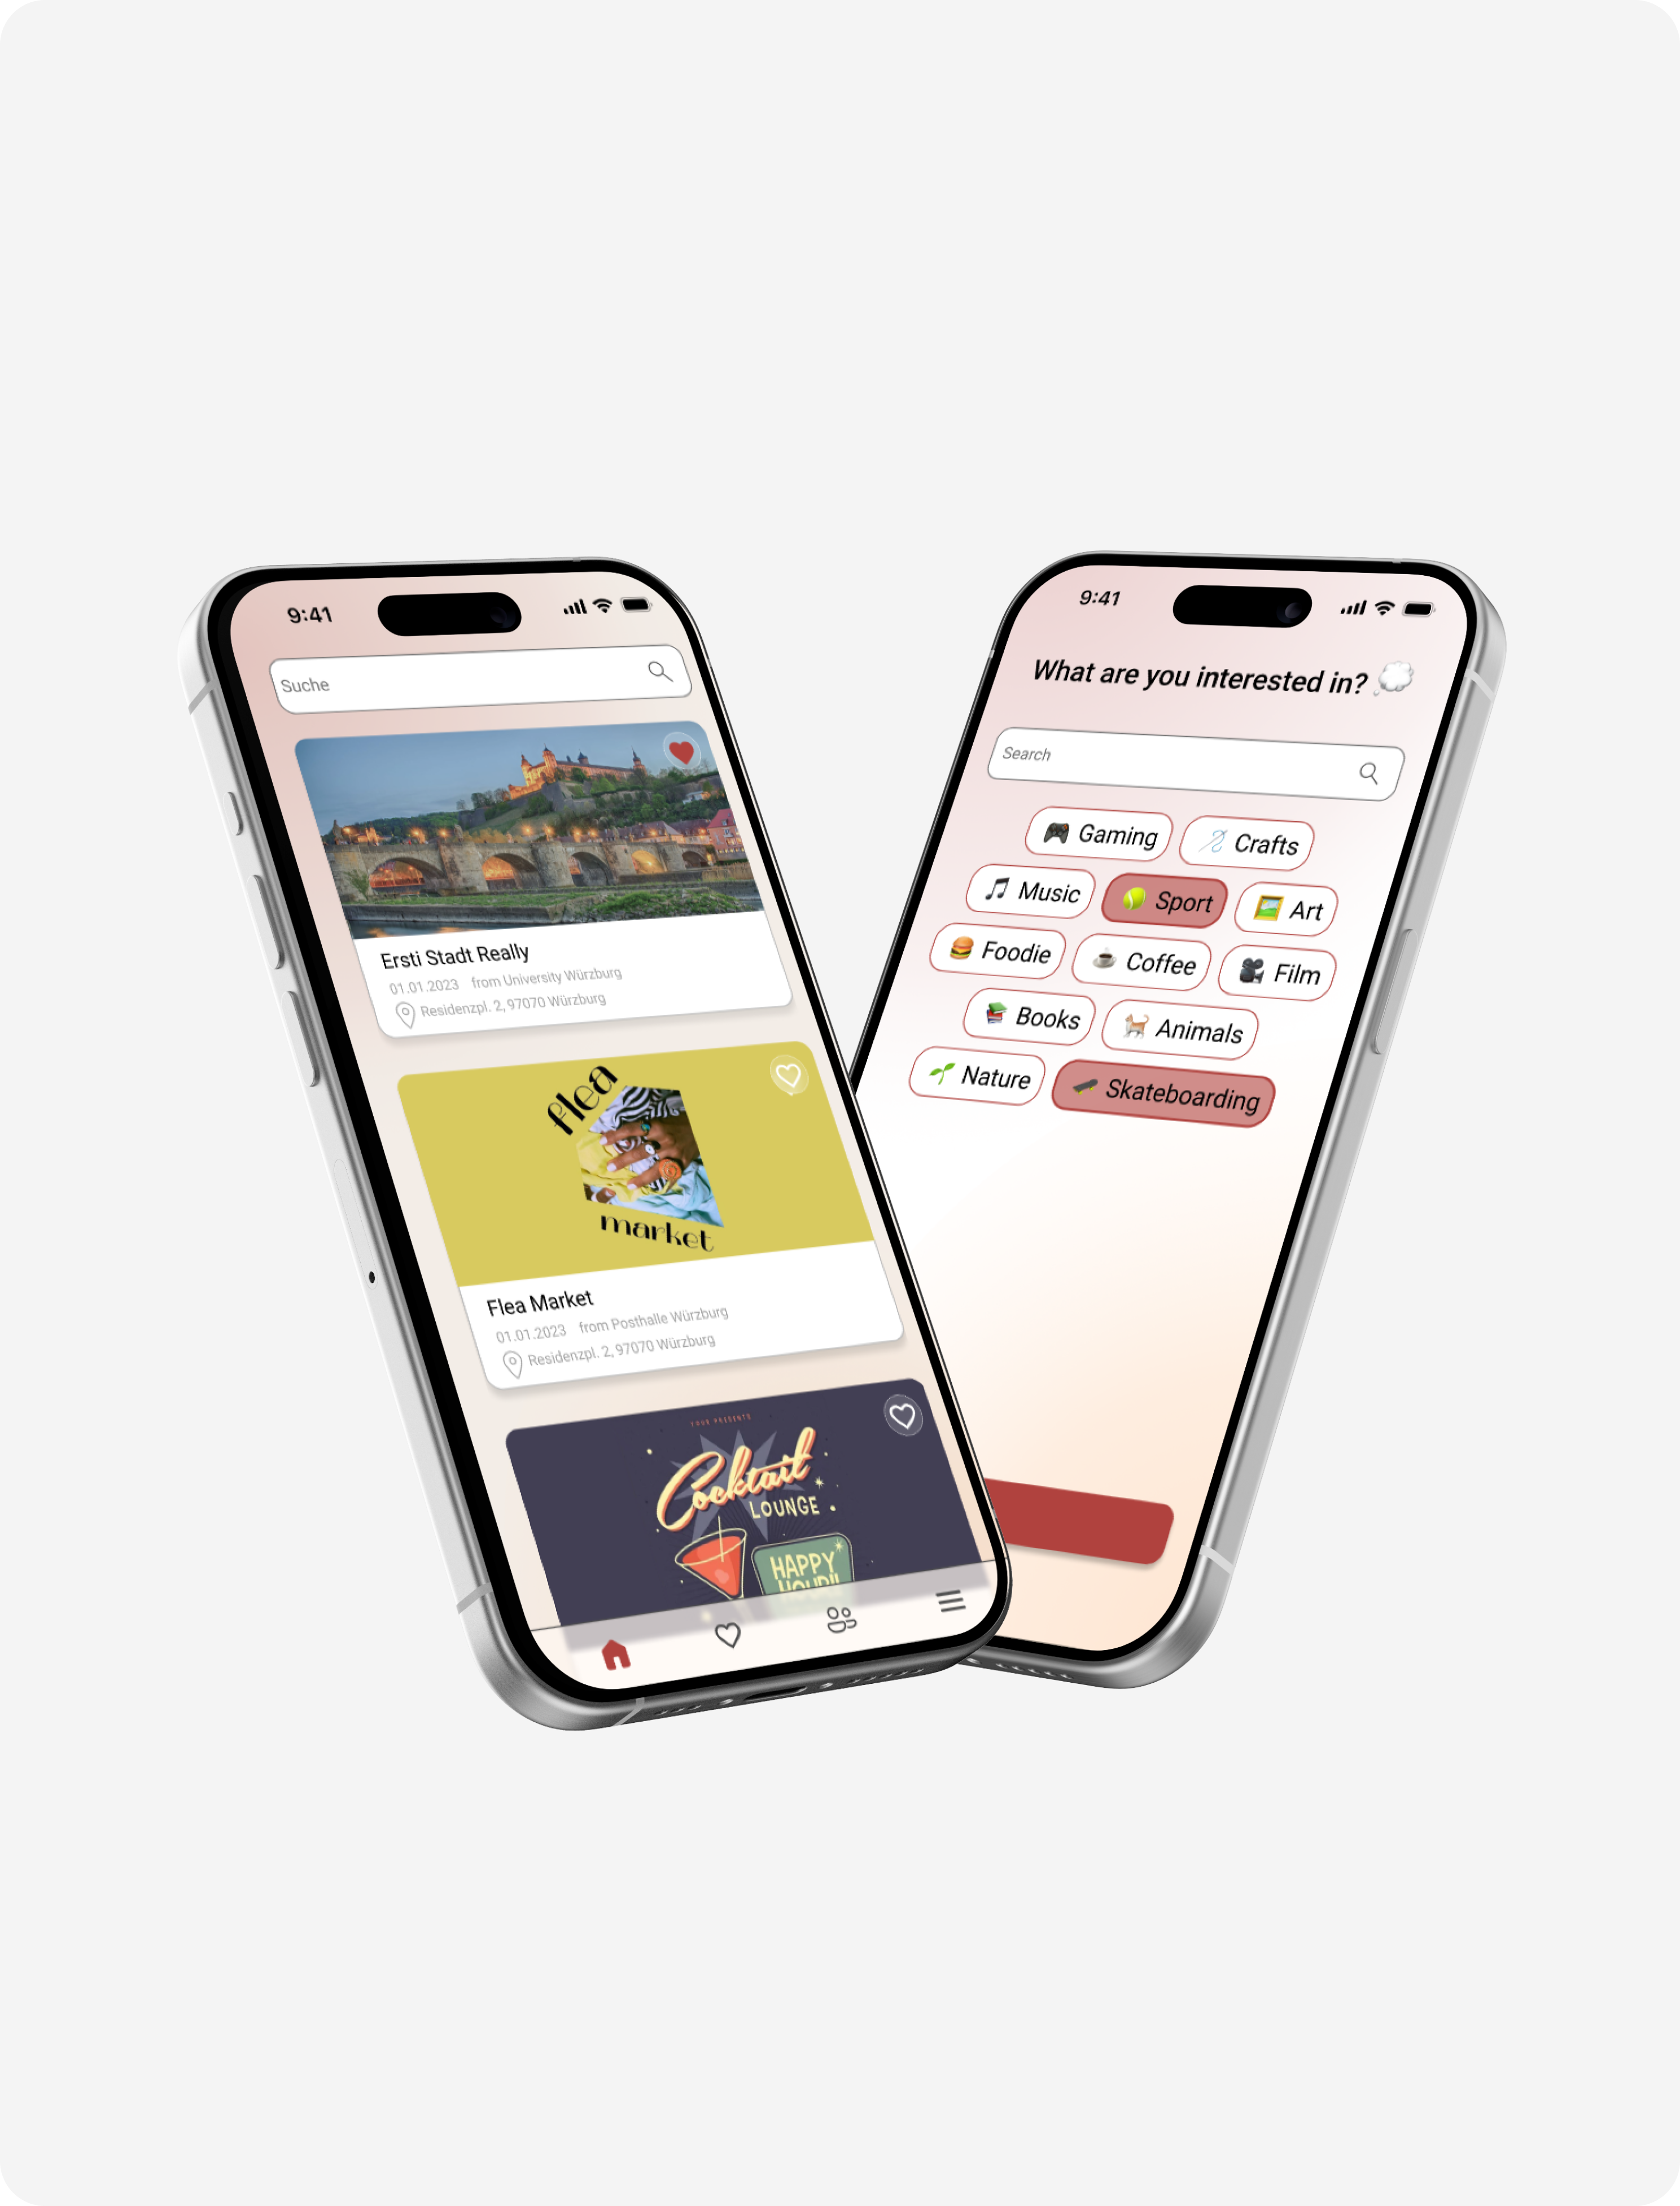 9:41
Suche
Ersti Stadt Really
01.01.2023 from University Würzburg
Residenzpl. 2, 97070 Würzburg
flea
market
Flea Market
01.01.2023 from Posthalle Würzburg
Residenzpl. 2, 97070 Würzburg
YOUR PRESENTS
Cocktail
LOUNGE
HAPPY
9:41
What are you interested in?
Search
Gaming Crafts
Music Sport Art
Foodie Coffee Film
Books Animals
Nature Skateboarding